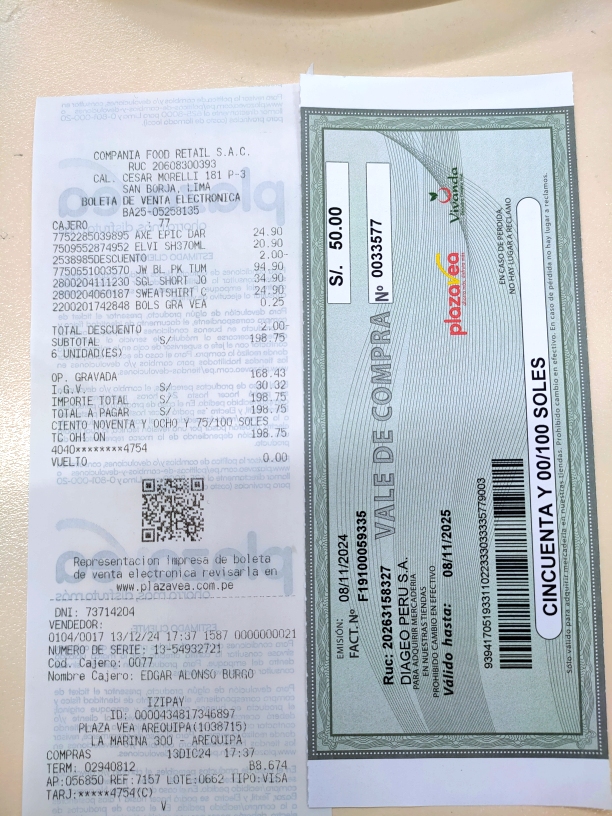 COMPANIA FOOD RETAIL S.A.C.
RUC 20608300393
CAL. CESAR MORELLI 181 P-3
SAN BORJA, LIMA
BOLETA DE VENTA ELECTRONICA
BA25-05258135
CAJERO : 77
7752285039895 AXE EPIC DAR 24.90
7509552874952 ELVI SH370ML 20.90
2538985DESCUENTO 2.00-
7750651003570 JW BL PK TUM 94.90
2800204111230 SGL SHORT JO 34.90
2800204060187 SWEATSHIRT C 24.90
2200201742848 BOLS GRA VEA 0.25
TOTAL DESCUENTO 2.00-
SUBTOTAL S/ 198.75
6 UNIDAD(ES)
OP. GRAVADA 168.43
I.G.V. S/ 30.32
IMPORTE TOTAL S/ 198.75
TOTAL A PAGAR S/ 198.75
CIENTO NOVENTA Y OCHO Y 75/100 SOLES
TC OH! ON 198.75
4040********4754
VUELTO 0.00
Representacion impresa de boleta
de venta electronica revisarla en
www.plazavea.com.pe
DNI: 73714204
VENDEDOR:
0104/0017 13/12/24 17:37 1587 0000000021
NUMERO DE SERIE: 13-54932721
Cod. Cajero: 0077
Nombre Cajero: EDGAR ALONSO BURGO
IZIPAY
ID: 0000434817346897
PLAZA VEA AREQUIPA(1038715)
LA MARINA 300 - AREQUIPA
COMPRAS 13DIC24 17:37
TERM: 02940812 B8.674
AP:056850 REF:7157 LOTE:0662 TIPO:VISA
TARJ:*****4754(C)
V
S/. 50.00
Nº 0033577
VALE DE COMPRA
plazavea
Vivanda
EN CASO DE PERDIDA,
NO HAY LUGAR A RECLAMO
EMISIÓN: 08/11/2024
FACT. Nº F19100059335
Ruc: 20263158327
DIAGEO PERU S.A.
PARA ADQUIRIR MERCADERIA
EN NUESTRAS TIENDAS
PROHIBIDO CAMBIO EN EFECTIVO
Válido hasta: 08/11/2025
9394170519331102233303335779003
CINCUENTA Y 00/100 SOLES
Sólo válido para adquirir mercadería en nuestras tiendas. Prohibido cambio en efectivo. En caso de pérdida no hay lugar a reclamos.